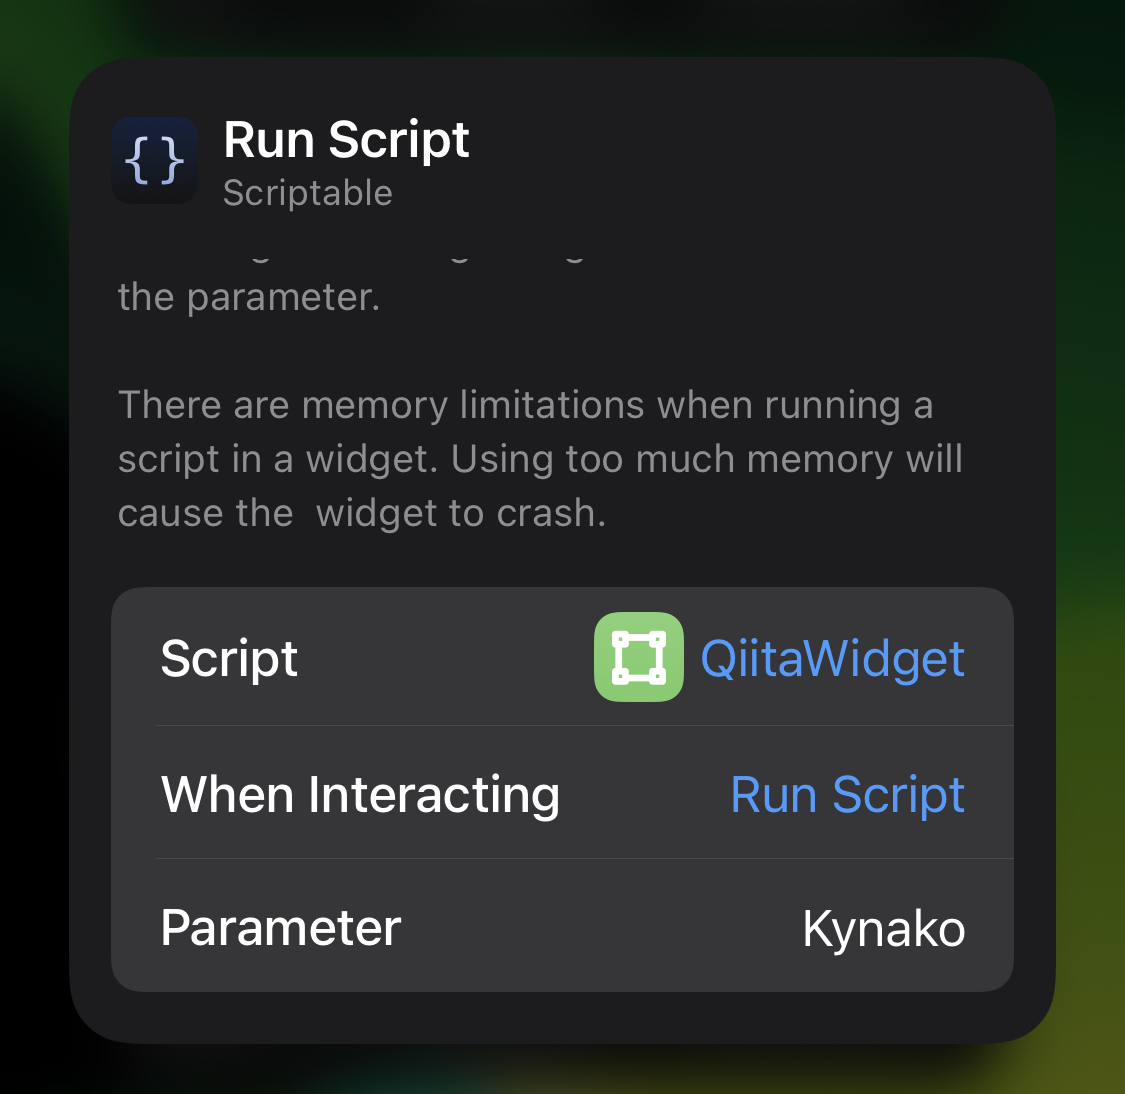 {}
Run Script
Scriptable
the parameter.
There are memory limitations when running a
script in a widget. Using too much memory will
cause the  widget to crash.
Script QiitaWidget
When Interacting Run Script
Parameter Kynako